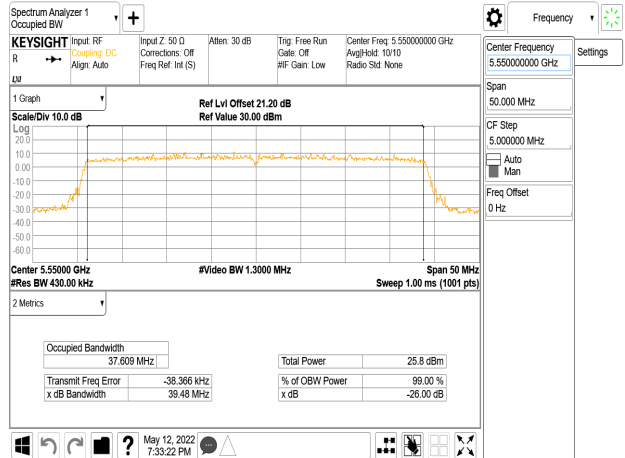 Spectrum Analyzer 1
Occupied BW
Frequency
KEYSIGHT Input: RF Input Z: 50 Ω Atten: 30 dB Trig: Free Run Center Freq: 5.550000000 GHz
R Coupling: DC Corrections: Off Gate: Off Avg|Hold: 10/10
Align: Auto Freq Ref: Int (S) #IF Gain: Low Radio Std: None
Center Frequency
5.550000000 GHz
Settings
Span
50.000 MHz
CF Step
5.000000 MHz
Auto
Man
Freq Offset
0 Hz
1 Graph
Ref Lvl Offset 21.20 dB
Scale/Div 10.0 dB Ref Value 30.00 dBm
Log
20.0
10.0
0.00
-10.0
-20.0
-30.0
-40.0
-50.0
-60.0
Center 5.55000 GHz #Video BW 1.3000 MHz Span 50 MHz
#Res BW 430.00 kHz Sweep 1.00 ms (1001 pts)
2 Metrics
Occupied Bandwidth
37.609 MHz Total Power 25.8 dBm
Transmit Freq Error -38.366 kHz % of OBW Power 99.00 %
x dB Bandwidth 39.48 MHz x dB -26.00 dB
May 12, 2022
7:33:22 PM
?